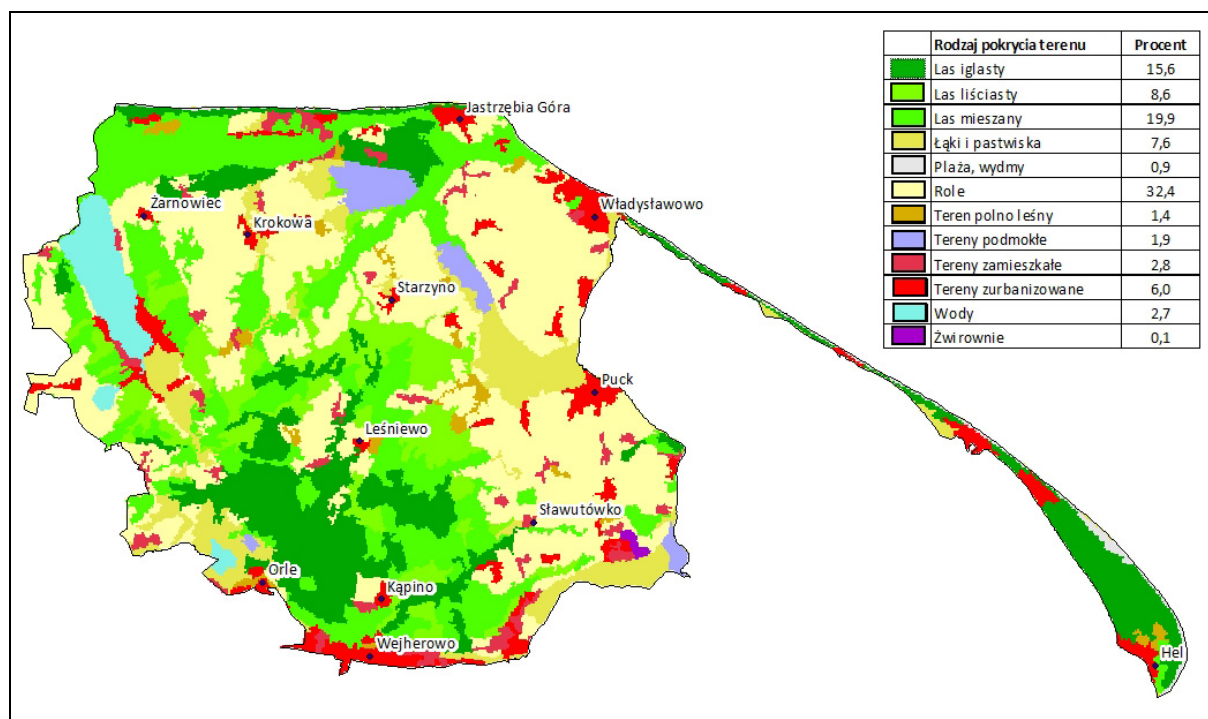 Rodzaj pokrycia terenu Procent
Las iglasty 15,6
Las liściasty 8,6
Las mieszany 19,9
Łąki i pastwiska 7,6
Plaża, wydmy 0,9
Role 32,4
Teren polno leśny 1,4
Tereny podmokłe 1,9
Tereny zamieszkałe 2,8
Tereny zurbanizowane 6,0
Wody 2,7
Żwirownie 0,1
Jastrzębia Góra
Żarnowiec
Władysławowo
Krokowa
Starzyno
Puck
Leśniewo
Sławutówko
Orle
Kąpino
Wejherowo
Hel